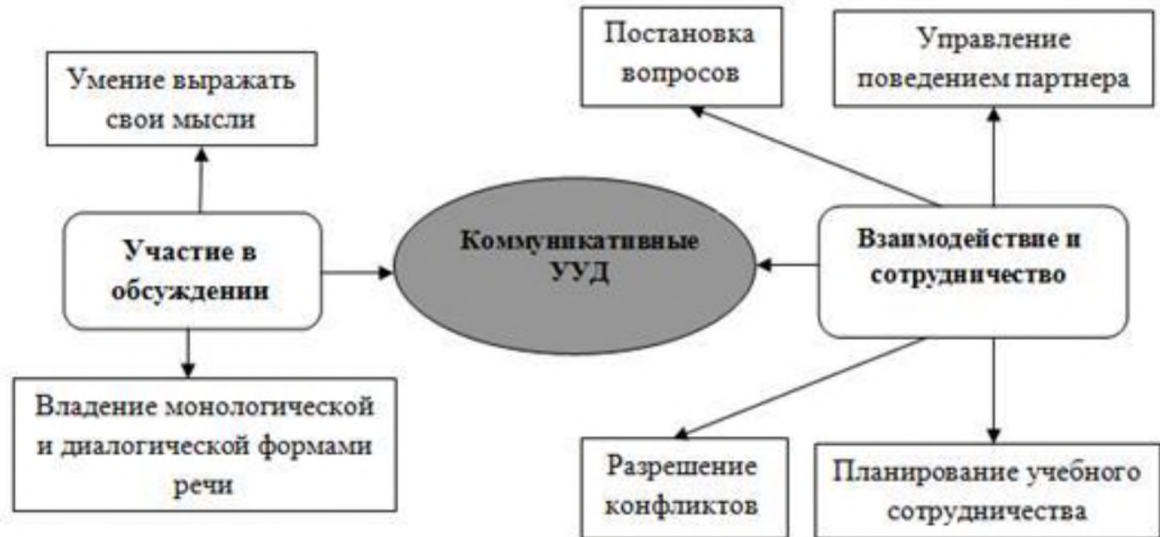 Умение выражать
свои мысли
Участие в
обсуждении
Владение монологической
и диалогической формами
речи
Коммуникативные
УУД
Постановка
вопросов
Управление
поведением партнера
Взаимодействие и
сотрудничество
Разрешение
конфликтов
Планирование учебного
сотрудничества